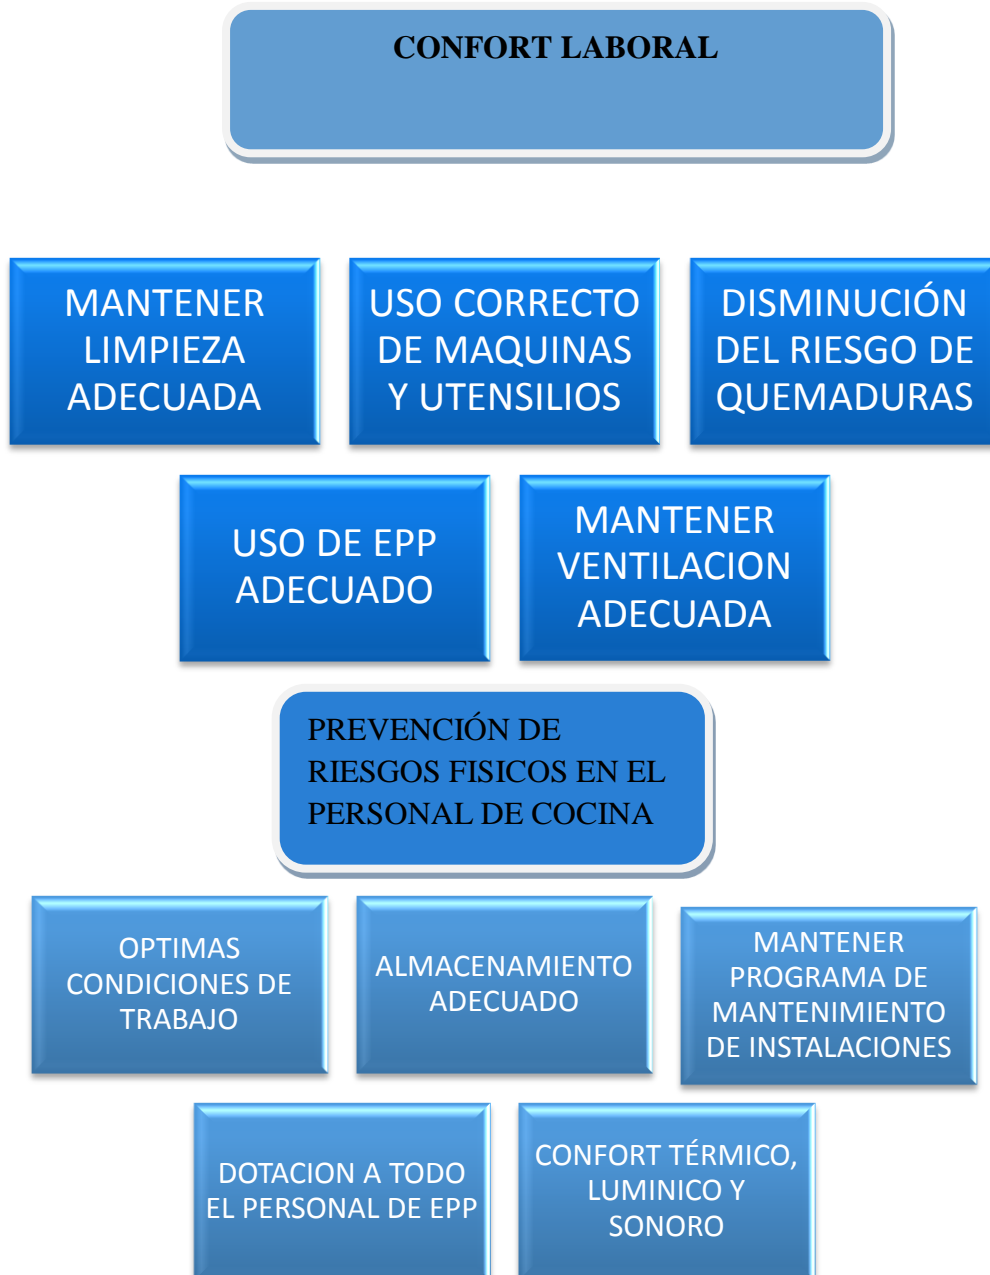 CONFORT LABORAL
MANTENER
LIMPIEZA
ADECUADA
USO CORRECTO
DE MAQUINAS
Y UTENSILIOS
DISMINUCIÓN
DEL RIESGO DE
QUEMADURAS
USO DE EPP
ADECUADO
MANTENER
VENTILACION
ADECUADA
PREVENCIÓN DE
RIESGOS FISICOS EN EL
PERSONAL DE COCINA
OPTIMAS
CONDICIONES DE
TRABAJO
ALMACENAMIENTO
ADECUADO
MANTENER
PROGRAMA DE
MANTENIMIENTO
DE INSTALACIONES
DOTACION A TODO
EL PERSONAL DE EPP
CONFORT TÉRMICO,
LUMINICO Y
SONORO